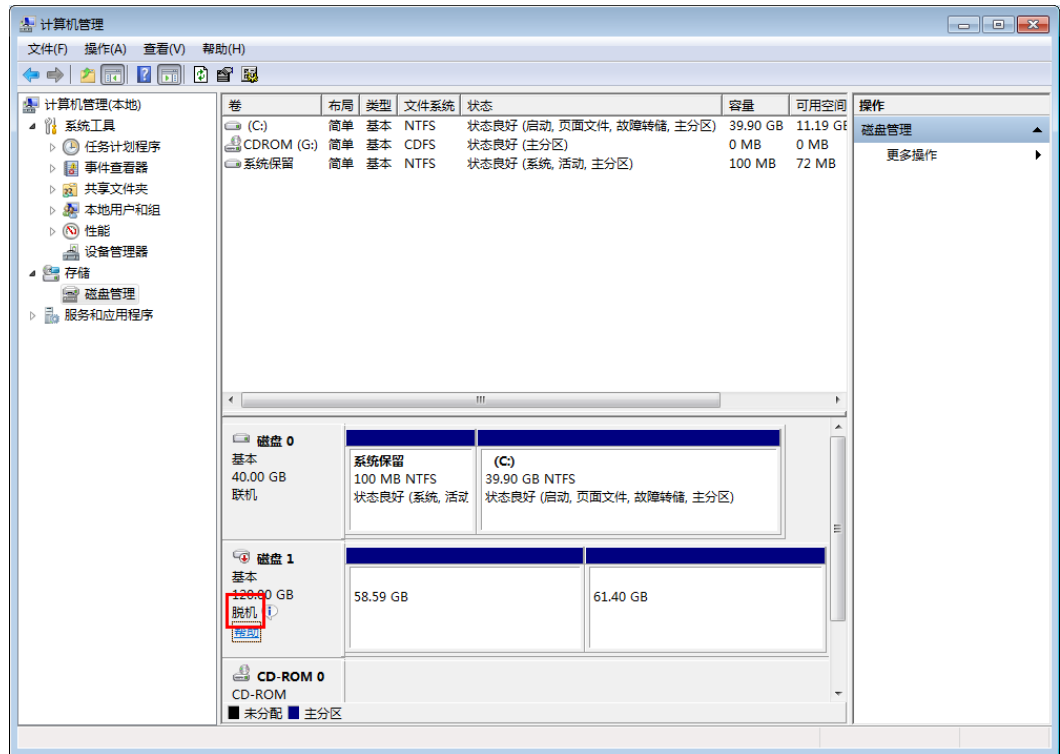 计算机管理
文件(F) 操作(A) 查看(V) 帮助(H)
计算机管理(本地)
系统工具
任务计划程序
事件查看器
共享文件夹
本地用户和组
性能
设备管理器
存储
磁盘管理
服务和应用程序
卷 布局 类型 文件系统 状态 容量 可用空间
(C:) 简单 基本 NTFS 状态良好 (启动, 页面文件, 故障转储, 主分区) 39.90 GB 11.19 GB
CDROM (G:) 简单 基本 CDFS 状态良好 (主分区) 0 MB 0 MB
系统保留 简单 基本 NTFS 状态良好 (系统, 活动, 主分区) 100 MB 72 MB
操作
磁盘管理
更多操作
磁盘 0
基本
40.00 GB
联机
系统保留
100 MB NTFS
状态良好 (系统, 活动
(C:)
39.90 GB NTFS
状态良好 (启动, 页面文件, 故障转储, 主分区)
磁盘 1
基本
120.00 GB
脱机
帮助
58.59 GB
61.40 GB
CD-ROM 0
CD-ROM
未分配 主分区